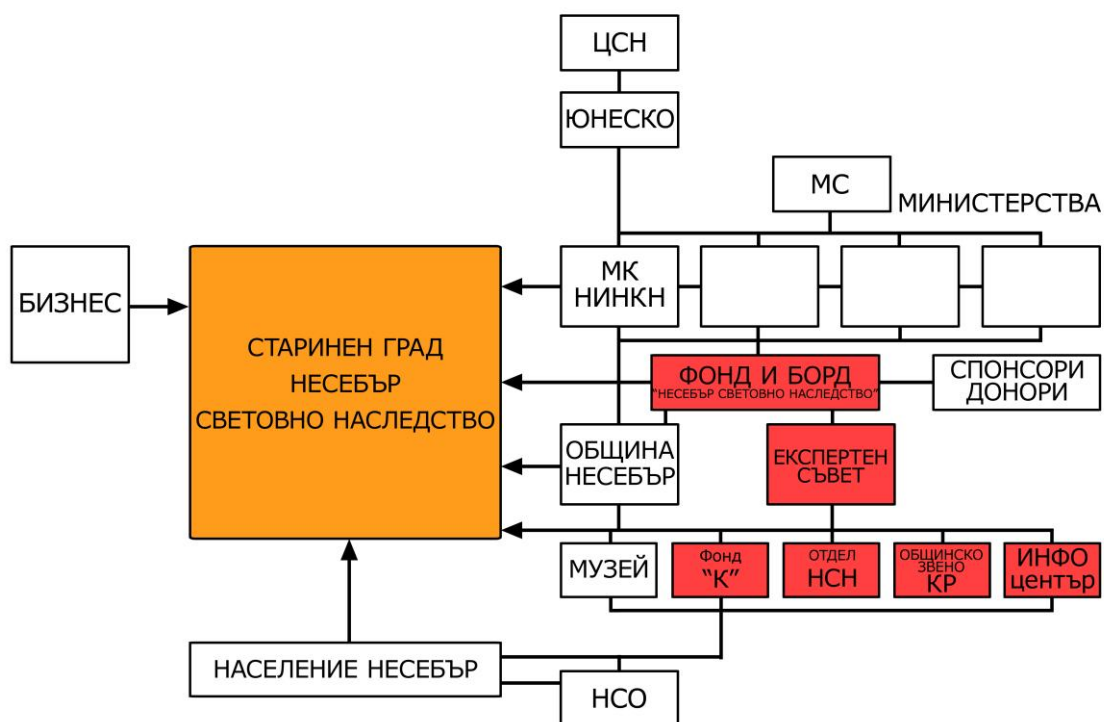 ЦСН
ЮНЕСКО
МС
МИНИСТЕРСТВА
БИЗНЕС
СТАРИНЕН ГРАД
НЕСЕБЪР
СВЕТОВНО НАСЛЕДСТВО
МК
НИНКН
ФОНД И БОРД
"НЕСЕБЪР СВЕТОВНО НАСЛЕДСТВО"
СПОНСОРИ
ДОНОРИ
ОБЩИНА
НЕСЕБЪР
ЕКСПЕРТЕН
СЪВЕТ
МУЗЕЙ
Фонд
"К"
ОТДЕЛ
НСН
ОБЩИНСКО
ЗВЕНО
КР
ИНФО
център
НАСЕЛЕНИЕ НЕСЕБЪР
НСО